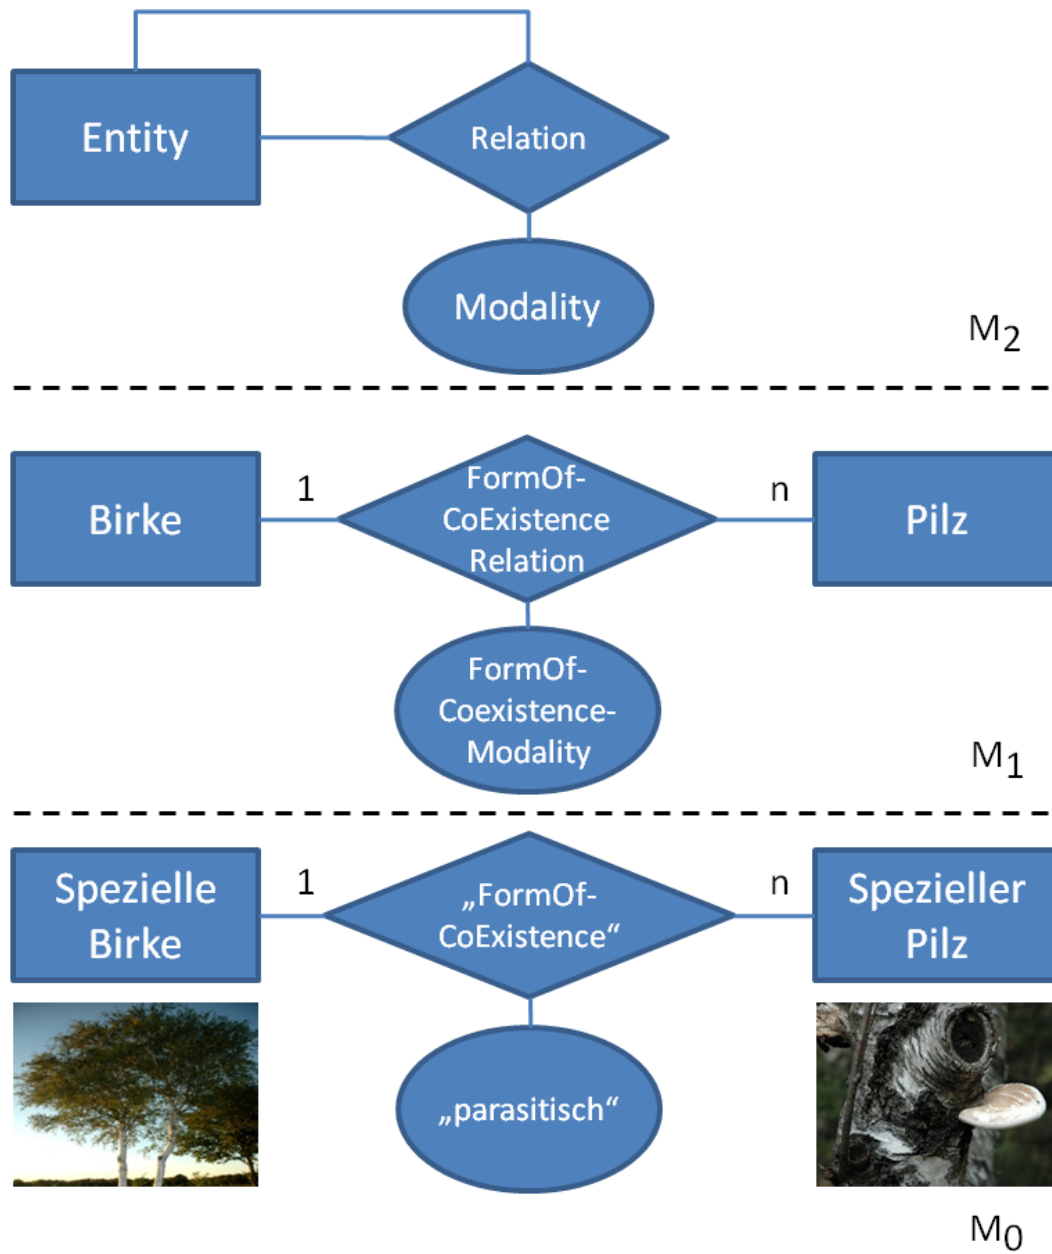 Entity
Relation
Modality
M2
Birke
1
FormOf-
CoExistence
Relation
n
Pilz
FormOf-
Coexistence-
Modality
M1
Spezielle
Birke
1
„FormOf-
CoExistence“
n
Spezieller
Pilz
„parasitisch“
M0